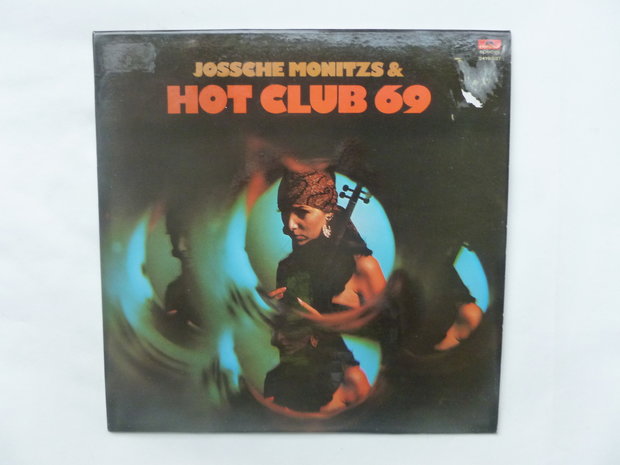 JOSSCHE MONITZS &
HOT CLUB 69